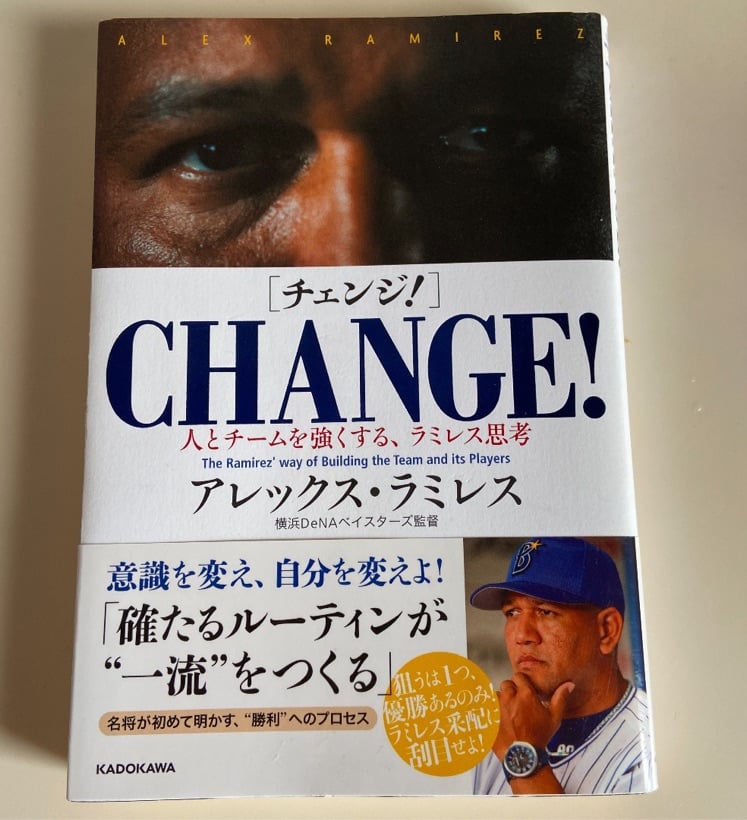 ALEX RAMIREZ
[チェンジ!]
CHANGE!
人とチームを強くする、ラミレス思考
The Ramirez' way of Building the Team and its Players
アレックス・ラミレス
横浜DeNAベイスターズ監督
意識を変え、自分を変えよ!
「確たるルーティンが
“一流”をつくる」
名将が初めて明かす、“勝利”へのプロセス
狙うは1つ、
優勝あるのみ!
ラミレス采配に
刮目せよ!
KADOKAWA
B